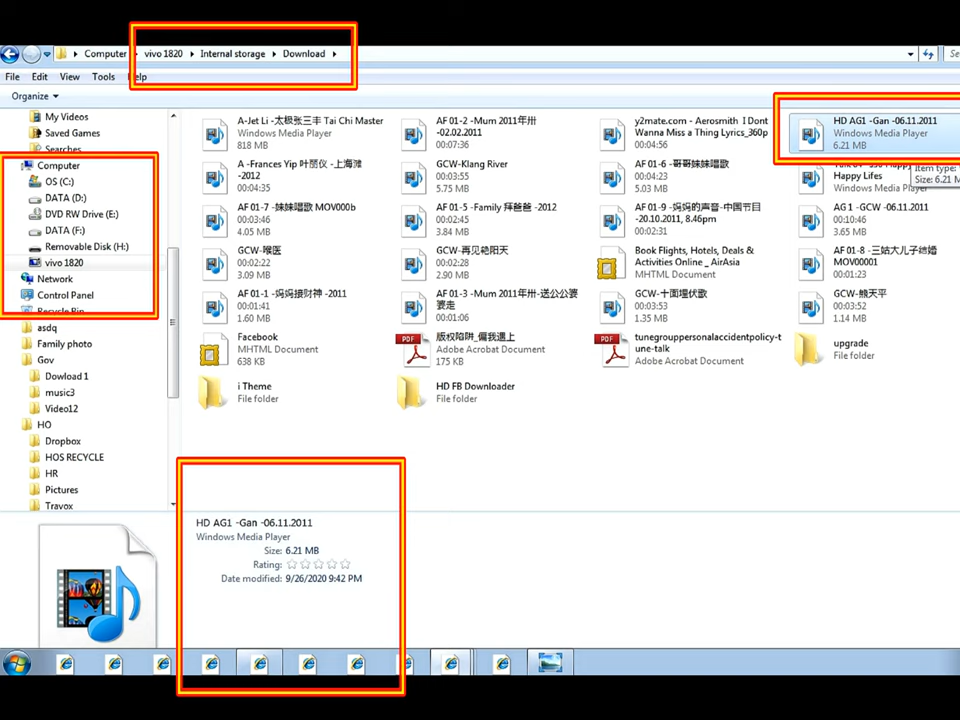 Computer vivo 1820 Internal storage Download
File Edit View Tools Help
Organize
My Videos
Saved Games
Searches
Computer
OS (C:)
DATA (D:)
DVD RW Drive (E:)
DATA (F:)
Removable Disk (H:)
vivo 1820
Network
Control Panel
Recycle Bin
asdq
Family photo
Gov
Dowload 1
music3
Video12
HO
Dropbox
HOS RECYCLE
HR
Pictures
Travox
A-Jet Li -太极张三丰 Tai Chi Master
Windows Media Player
818 MB
AF 01-2 -Mum 2011年卅
-02.02.2011
00:07:36
y2mate.com - Aerosmith I Dont
Wanna Miss a Thing Lyrics_360p
00:04:56
HD AG1 -Gan -06.11.2011
Windows Media Player
6.21 MB
A -Frances Yip 叶丽仪 -上海滩
-2012
00:04:35
GCW-Klang River
00:03:55
5.75 MB
AF 01-6 -哥哥妹妹唱歌
00:04:23
5.03 MB
Happy Lifes
Windows Media Player
Item type:
Size: 6.21 M
AF 01-7 -妹妹唱歌 MOV000b
00:03:46
4.05 MB
AF 01-5 -Family 拜爸爸 -2012
00:02:45
3.84 MB
AF 01-9 -妈妈的声音-中国节目
-20.10.2011, 8.46pm
00:02:31
AG 1 -GCW -06.11.2011
00:10:46
3.65 MB
GCW-喉医
00:02:22
3.09 MB
GCW-再见艳阳天
00:02:28
2.90 MB
Book Flights, Hotels, Deals &
Activities Online _ AirAsia
MHTML Document
AF 01-8 -三姑大儿子结婚
MOV00001
00:01:23
AF 01-1 -妈妈接财神 -2011
00:01:41
1.60 MB
AF 01-3 -Mum 2011年卅-送公公婆
婆走
00:01:06
GCW-十面埋伏歌
00:03:53
1.35 MB
GCW-熊天平
00:03:52
1.14 MB
Facebook
MHTML Document
638 KB
版权陷阱_偏我遇上
Adobe Acrobat Document
175 KB
tunegrouppersonalaccidentpolicy-t
une-talk
Adobe Acrobat Document
upgrade
File folder
i Theme
File folder
HD FB Downloader
File folder
HD AG1 -Gan -06.11.2011
Windows Media Player
Size: 6.21 MB
Rating:
Date modified: 9/26/2020 9:42 PM